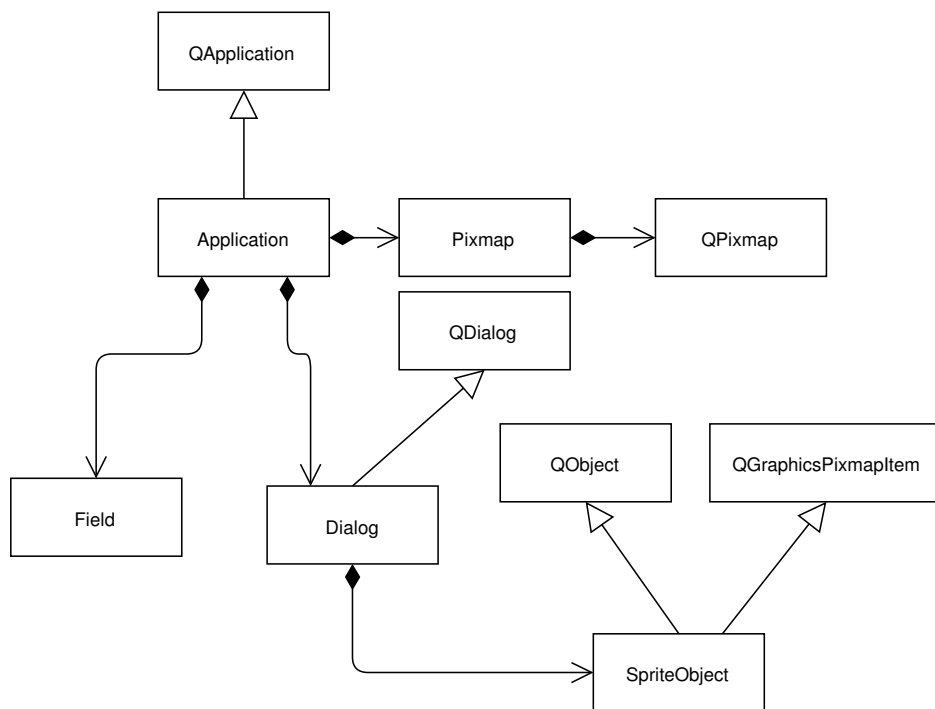 QApplication
Application
Pixmap
QPixmap
QDialog
QObject
QGraphicsPixmapItem
Field
Dialog
SpriteObject